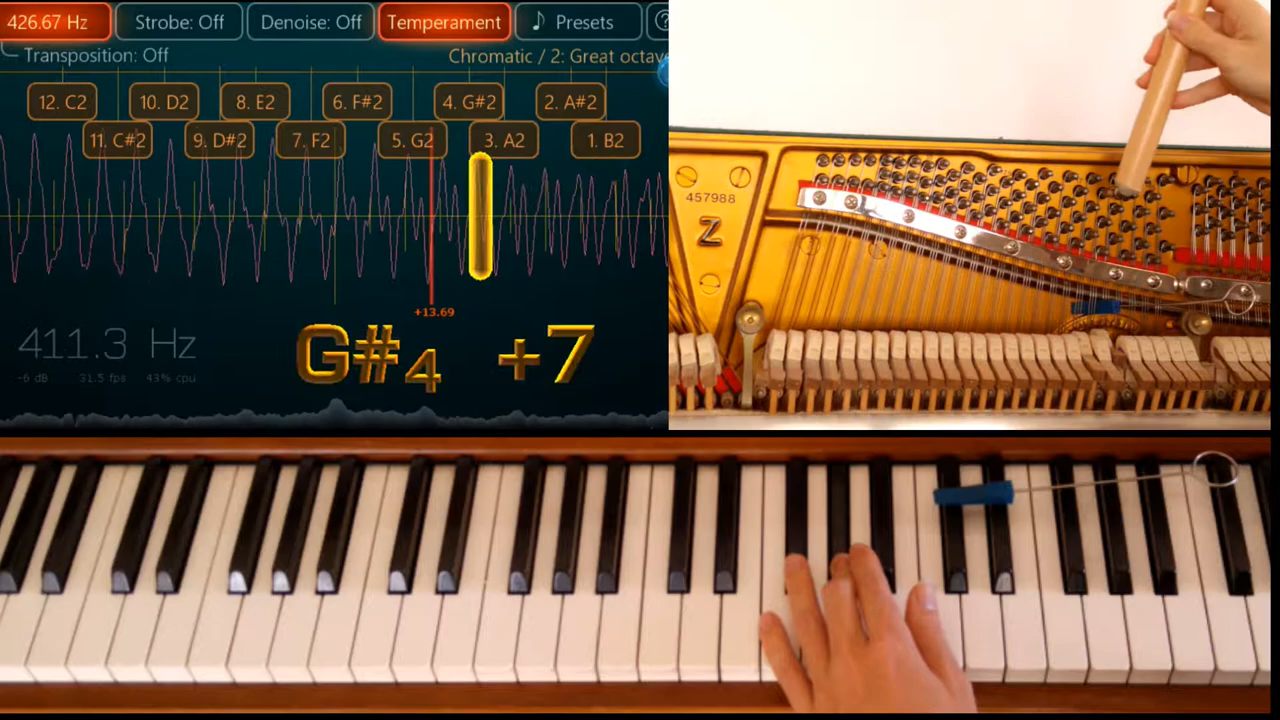 426.67 Hz
Strobe: Off
Denoise: Off
Temperament
Presets
Transposition: Off
Chromatic / 2: Great octave
12. C2
10. D2
8. E2
6. F#2
4. G#2
2. A#2
11. C#2
9. D#2
7. F2
5. G2
3. A2
1. B2
+13.69
411.3 Hz
-6 dB
31.5 fps
43% cpu
G#4 +7
457988
Z